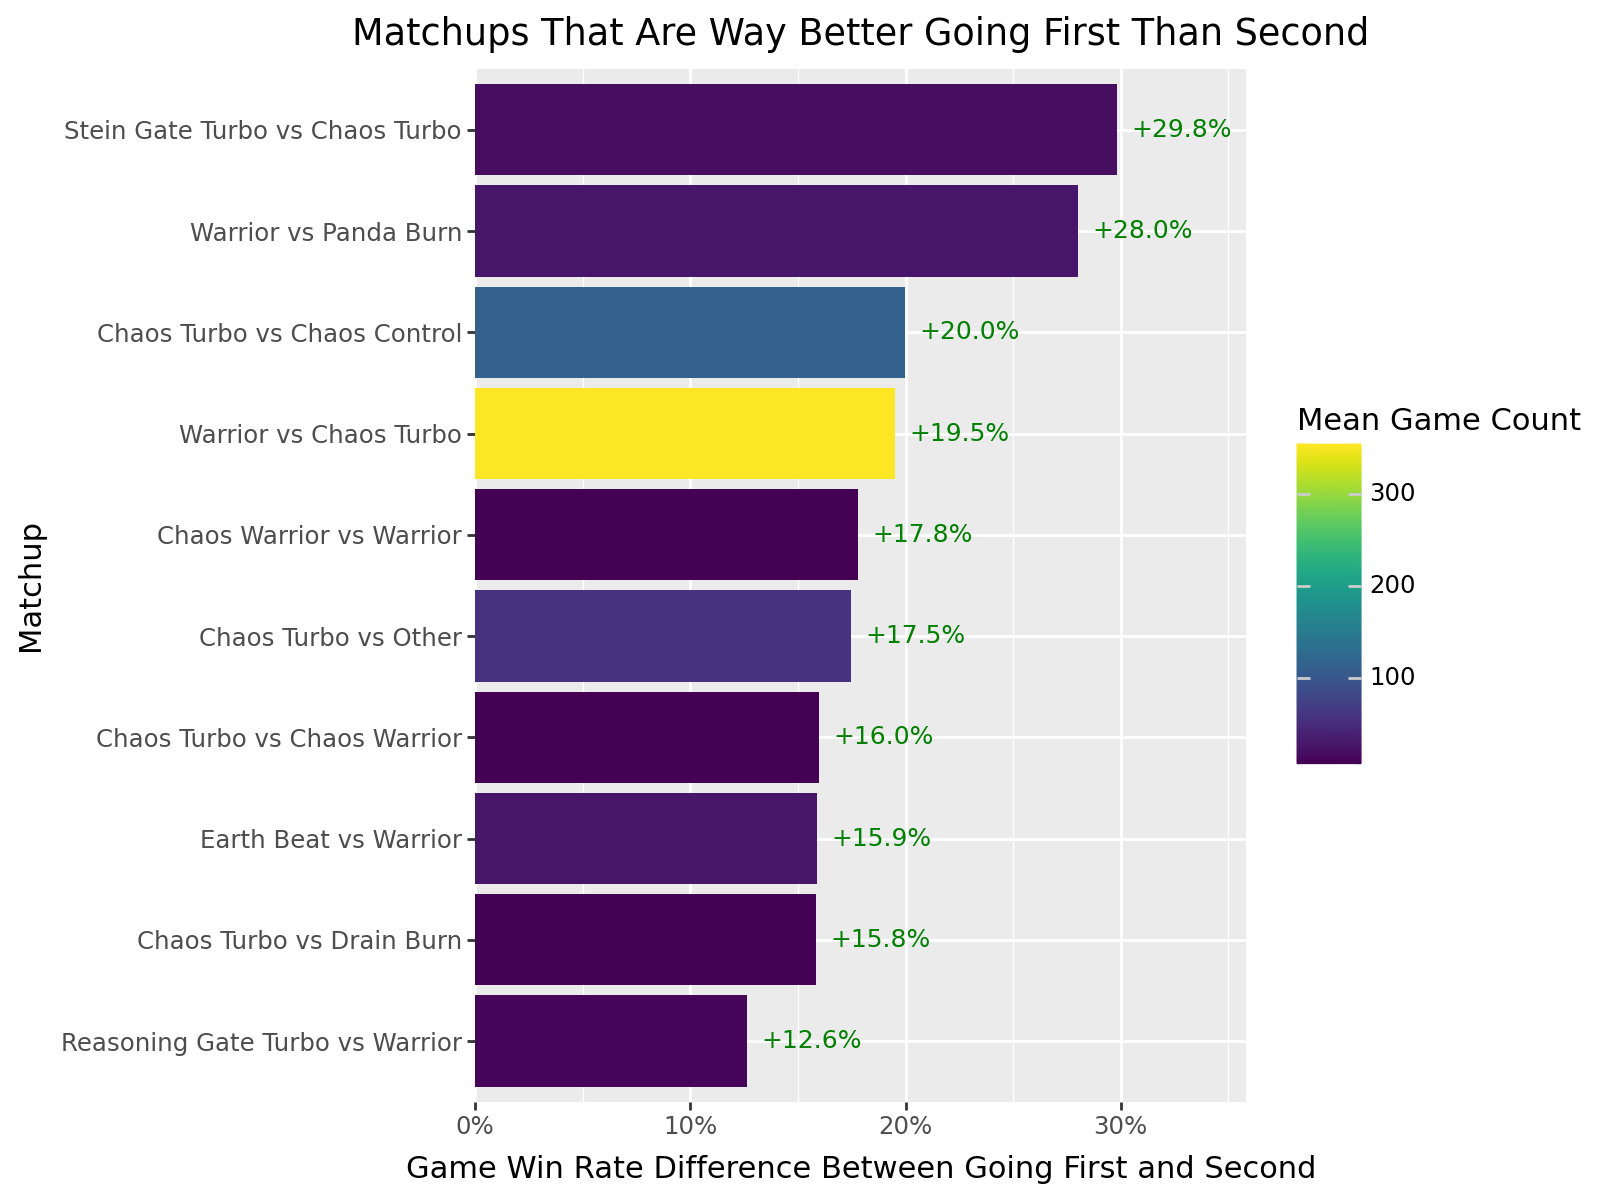 Matchups That Are Way Better Going First Than Second
Matchup
Stein Gate Turbo vs Chaos Turbo
+29.8%
Warrior vs Panda Burn
+28.0%
Chaos Turbo vs Chaos Control
+20.0%
Warrior vs Chaos Turbo
+19.5%
Chaos Warrior vs Warrior
+17.8%
Chaos Turbo vs Other
+17.5%
Chaos Turbo vs Chaos Warrior
+16.0%
Earth Beat vs Warrior
+15.9%
Chaos Turbo vs Drain Burn
+15.8%
Reasoning Gate Turbo vs Warrior
+12.6%
0%
10%
20%
30%
Game Win Rate Difference Between Going First and Second
Mean Game Count
300
200
100